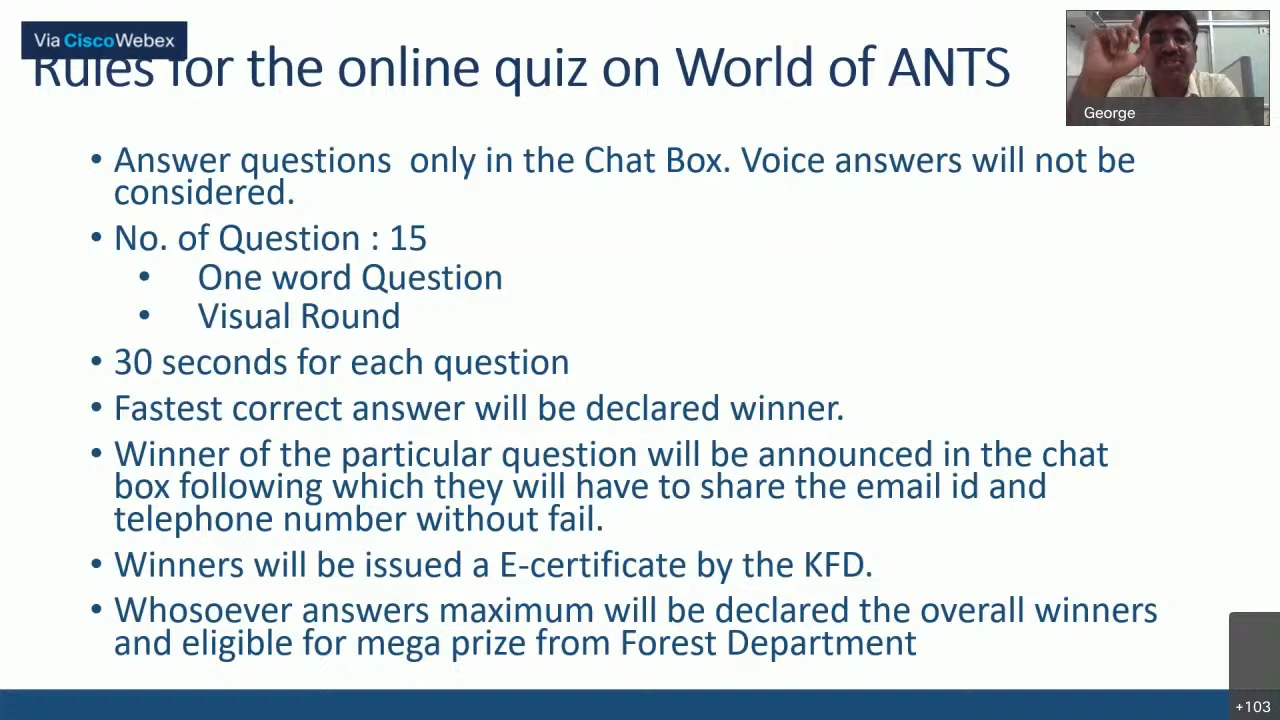 Via CiscoWebex
Rules for the online quiz on World of ANTS
George
• Answer questions only in the Chat Box. Voice answers will not be
considered.
• No. of Question : 15
• One word Question
• Visual Round
• 30 seconds for each question
• Fastest correct answer will be declared winner.
• Winner of the particular question will be announced in the chat
box following which they will have to share the email id and
telephone number without fail.
• Winners will be issued a E-certificate by the KFD.
• Whosoever answers maximum will be declared the overall winners
and eligible for mega prize from Forest Department
+103